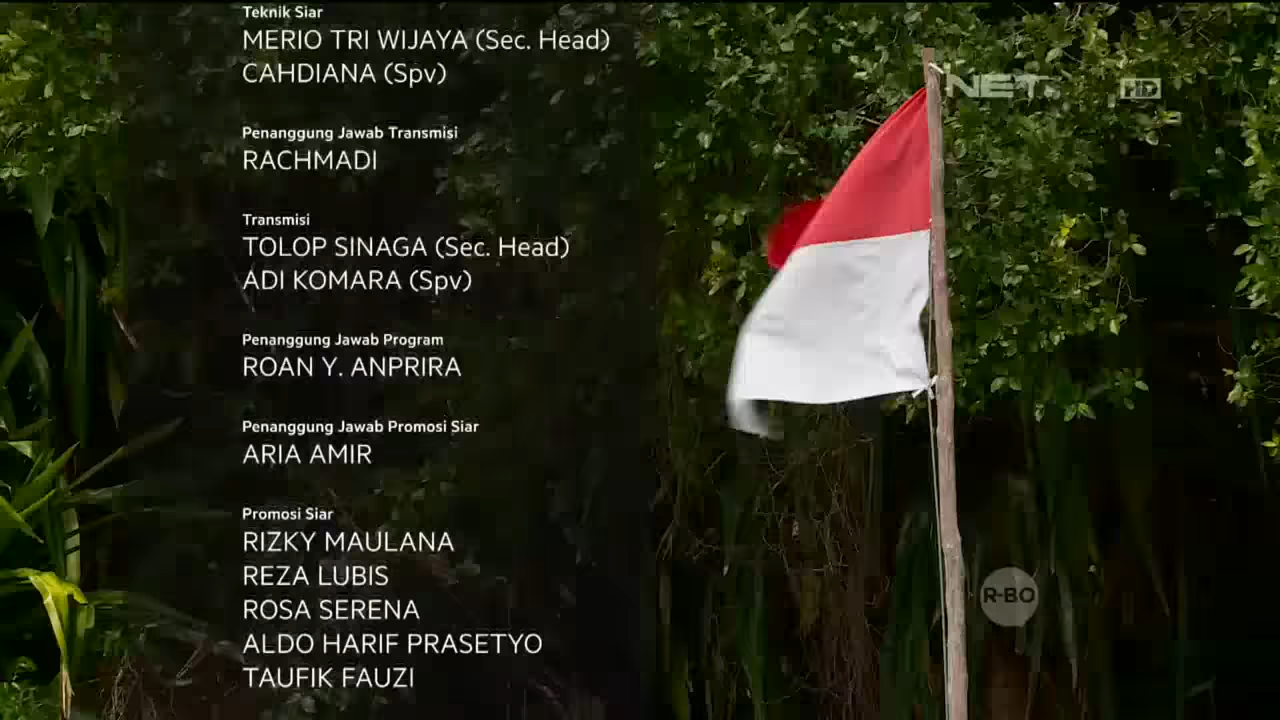 Teknik Siar
MERIO TRI WIJAYA (Sec. Head)
CAHDIANA (Spv)
Penanggung Jawab Transmisi
RACHMADI
Transmisi
TOLOP SINAGA (Sec. Head)
ADI KOMARA (Spv)
Penanggung Jawab Program
ROAN Y. ANPRIRA
Penanggung Jawab Promosi Siar
ARIA AMIR
Promosi Siar
RIZKY MAULANA
REZA LUBIS
ROSA SERENA
ALDO HARIF PRASETYO
TAUFIK FAUZI
NET.
HD
R-BO